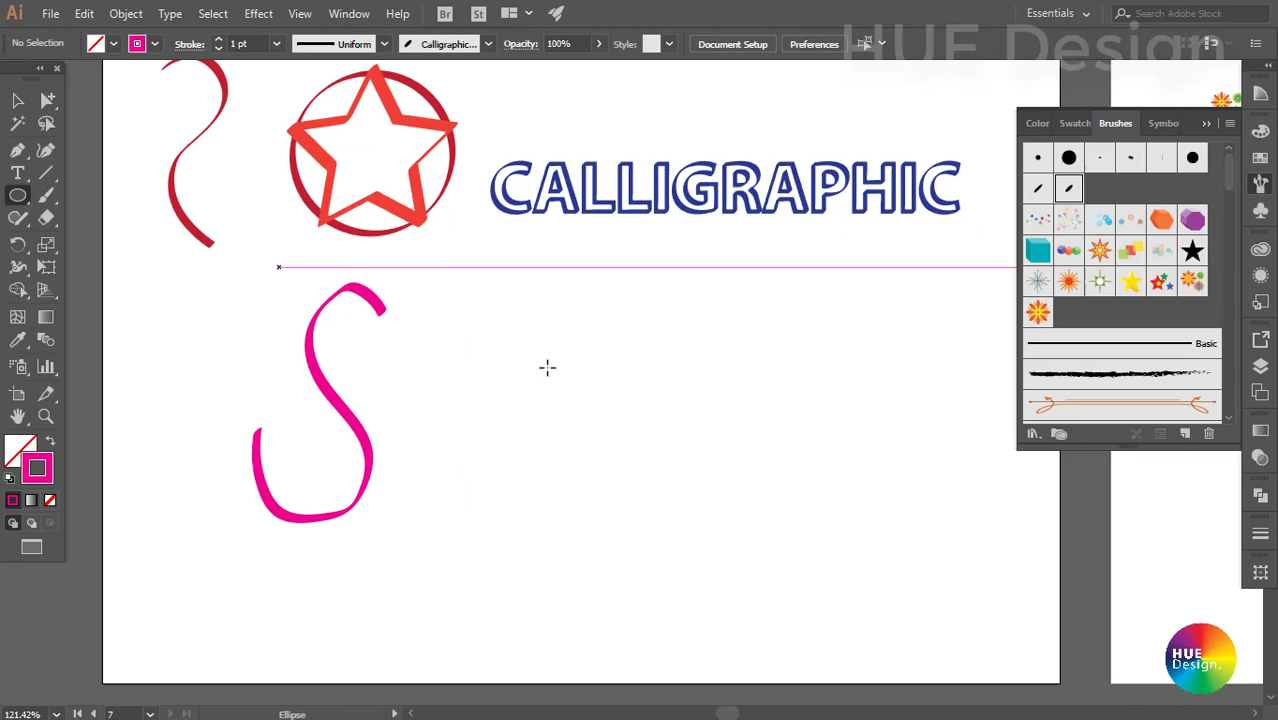 Ai File Edit Object Type Select Effect View Window Help Br St Essentials Search Adobe Stock
No Selection Stroke: 1 pt Uniform Calligraphic... Opacity: 100% Style: Document Setup Preferences
HUE Design
Color Swatch Brushes Symbo
CALLIGRAPHIC
Basic
HUE
Design.
121.42% 7 Ellipse